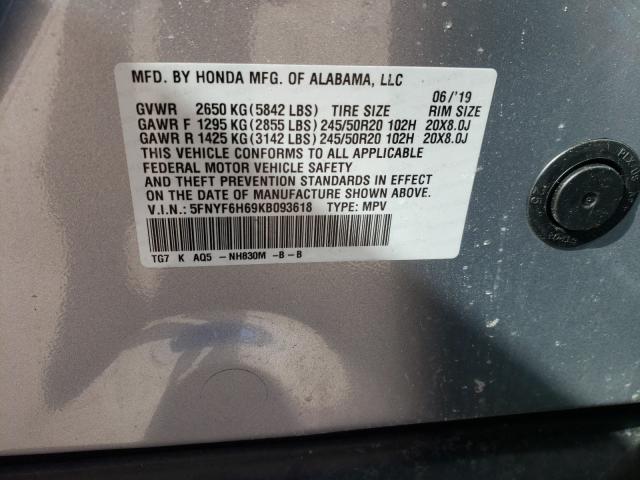 MFD. BY HONDA MFG. OF ALABAMA, LLC
06/'19
GVWR 2650 KG(5842 LBS) TIRE SIZE RIM SIZE
GAWR F 1295 KG(2855 LBS) 245/50R20 102H 20X8.0J
GAWR R 1425 KG(3142 LBS) 245/50R20 102H 20X8.0J
THIS VEHICLE CONFORMS TO ALL APPLICABLE
FEDERAL MOTOR VEHICLE SAFETY
AND THEFT PREVENTION STANDARDS IN EFFECT
ON THE DATE OF MANUFACTURE SHOWN ABOVE.
V.I.N.: 5FNYF6H69KB093618 TYPE: MPV
TG7 K AQ5 -NH830M -B-B